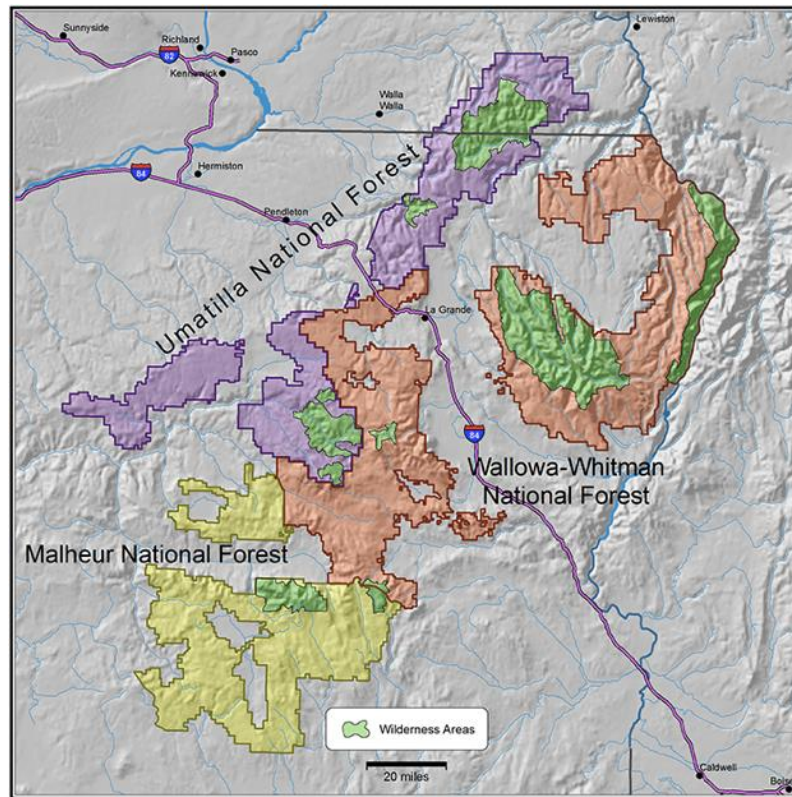 Sunnyside
Richland
Pasco
82
Kennewick
Lewiston
Walla
Walla
84
Hermiston
Pendleton
Umatilla National Forest
La Grande
84
Wallowa-Whitman
National Forest
Malheur National Forest
Wilderness Areas
20 miles
Caldwell
Boise